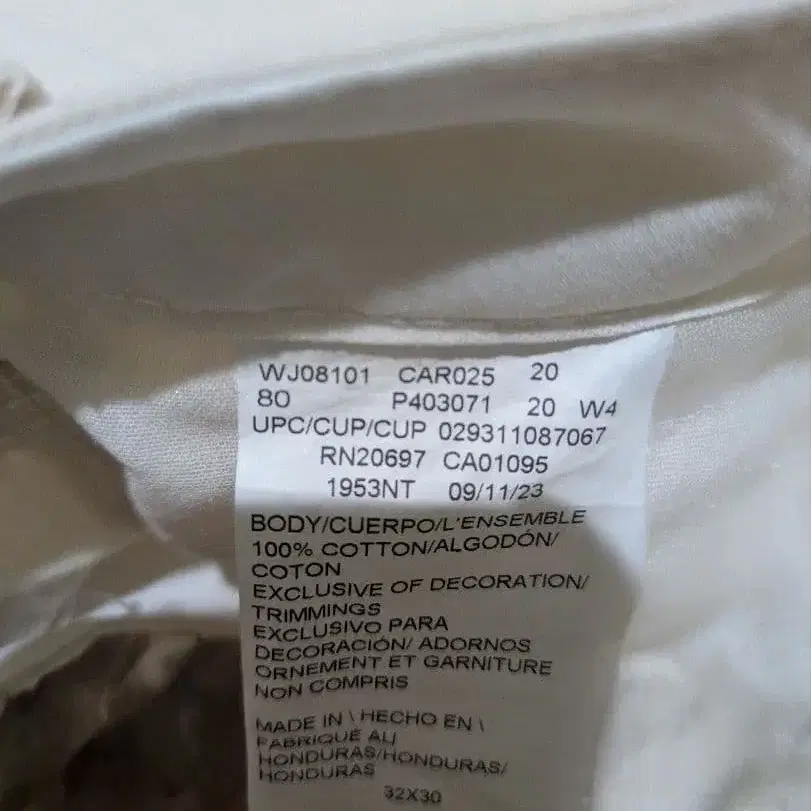 WJ08101 CAR025 20
80 P403071 20 W4
UPC/CUP/CUP 029311087067
RN20697 CA01095
1953NT 09/11/23
BODY/CUERPO/L'ENSEMBLE
100% COTTON/ALGODÓN/
COTON
EXCLUSIVE OF DECORATION/
TRIMMINGS
EXCLUSIVO PARA
DECORACIÓN/ ADORNOS
ORNEMENT ET GARNITURE
NON COMPRIS
MADE IN \ HECHO EN \
FABRIQUÉ AU
HONDURAS/HONDURAS/
HONDURAS
32X30